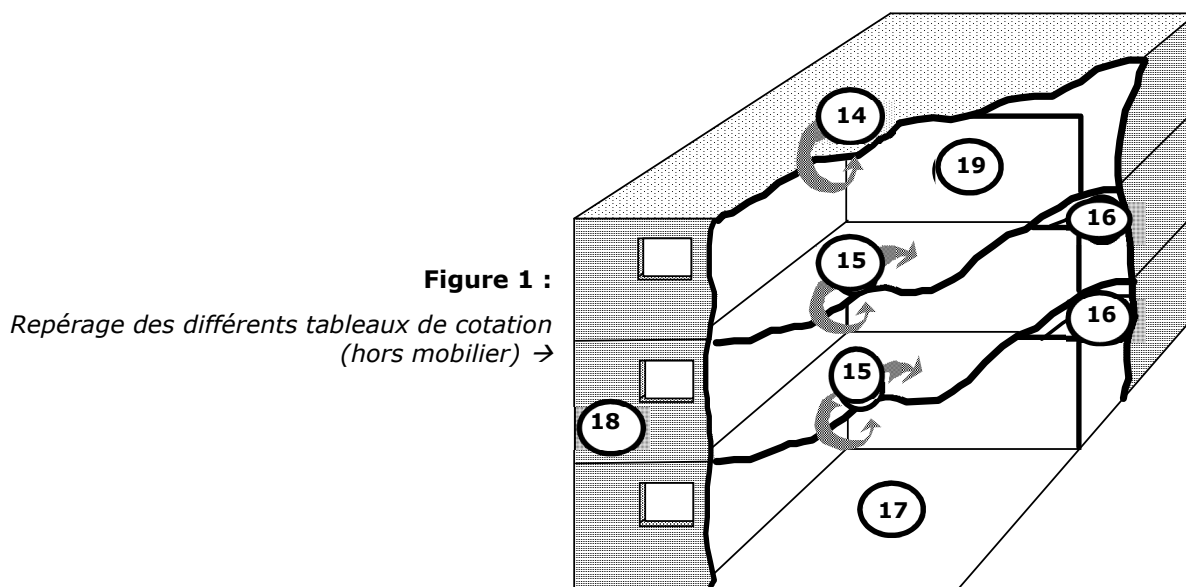 14
19
16
15
Figure 1 :
Repérage des différents tableaux de cotation
(hors mobilier) →
16
15
18
17